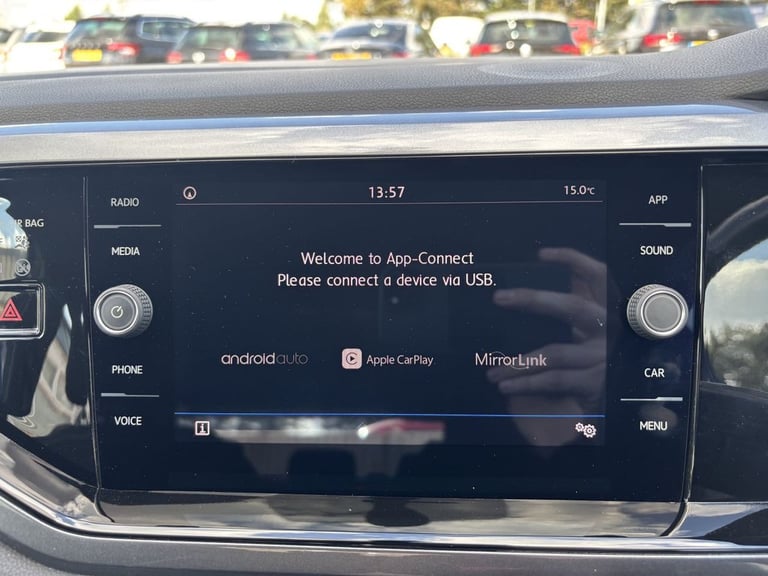 13:57
15.0°C
RADIO
APP
R BAG
MEDIA
SOUND
Welcome to App-Connect
Please connect a device via USB.
androidauto
Apple CarPlay
MirrorLink
PHONE
CAR
VOICE
MENU
i